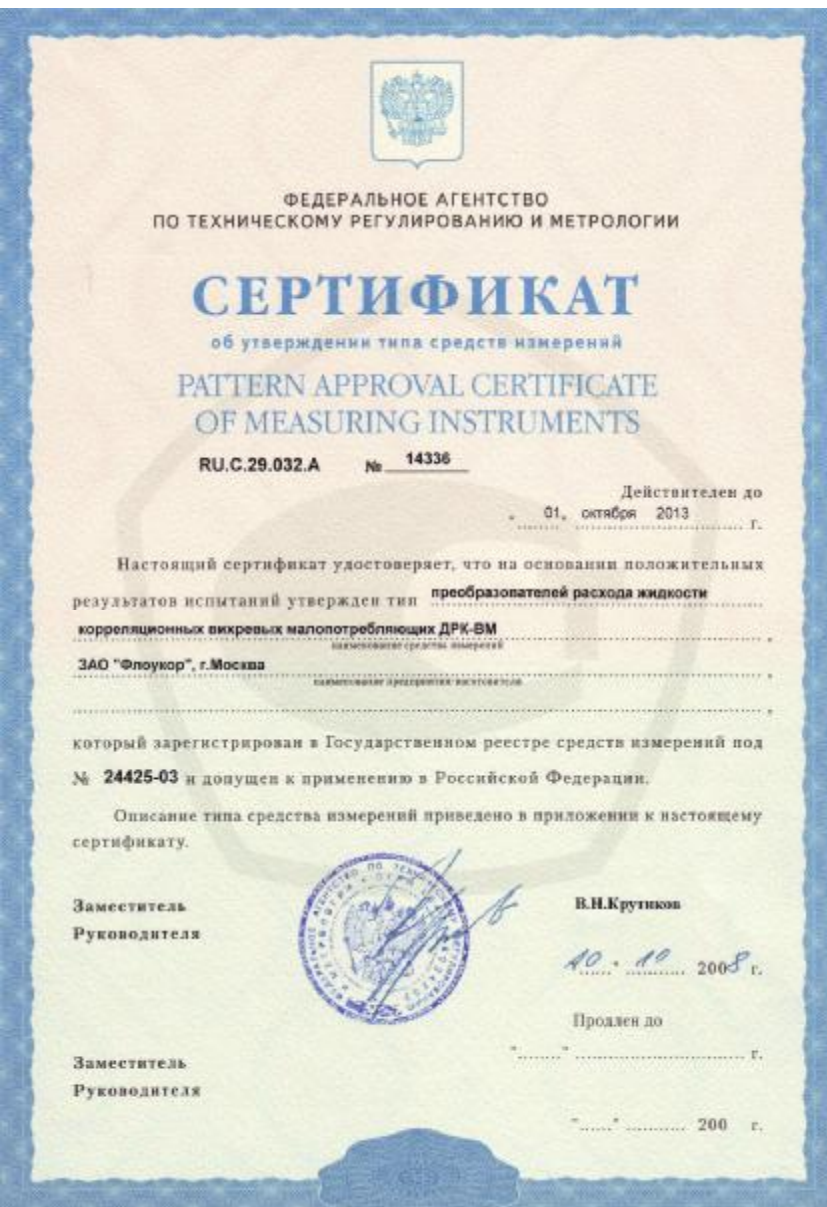 ФЕДЕРАЛЬНОЕ АГЕНТСТВО
ПО ТЕХНИЧЕСКОМУ РЕГУЛИРОВАНИЮ И МЕТРОЛОГИИ
СЕРТИФИКАТ
об утверждении типа средств измерений
PATTERN APPROVAL CERTIFICATE
OF MEASURING INSTRUMENTS
RU.C.29.032.A № 14336
Действителен до
" 01 " октября 2013 г.
Настоящий сертификат удостоверяет, что на основании положительных
результатов испытаний утвержден тип преобразователей расхода жидкости
корреляционных вихревых малопотребляющих ДРК-ВМ
наименование средства измерений
ЗАО "Флоукор", г.Москва
наименование предприятия-изготовителя
который зарегистрирован в Государственном реестре средств измерений под
№ 24425-03 и допущен к применению в Российской Федерации.
Описание типа средства измерений приведено в приложении к настоящему
сертификату.
Заместитель
Руководителя
В.Н.Крутиков
10 " 10 2008 г.
Продлен до
"......." .............................. г.
Заместитель
Руководителя
"......" ............ 200 г.